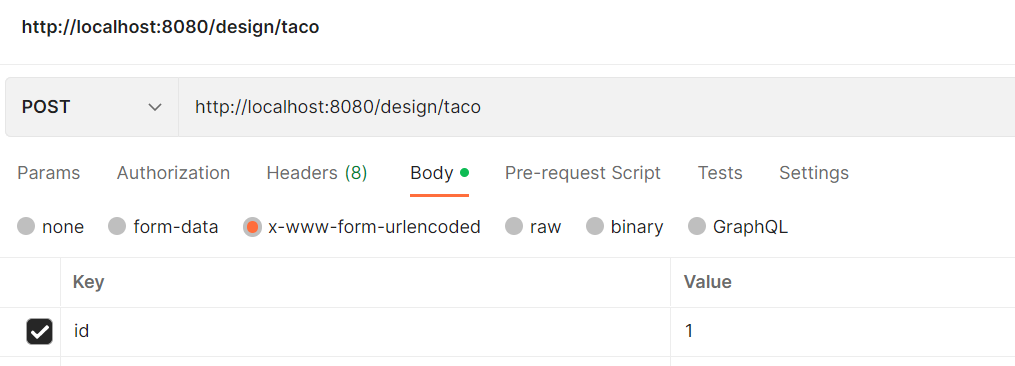 http://localhost:8080/design/taco
POST http://localhost:8080/design/taco
Params Authorization Headers (8) Body Pre-request Script Tests Settings
none form-data x-www-form-urlencoded raw binary GraphQL
Key Value
id 1